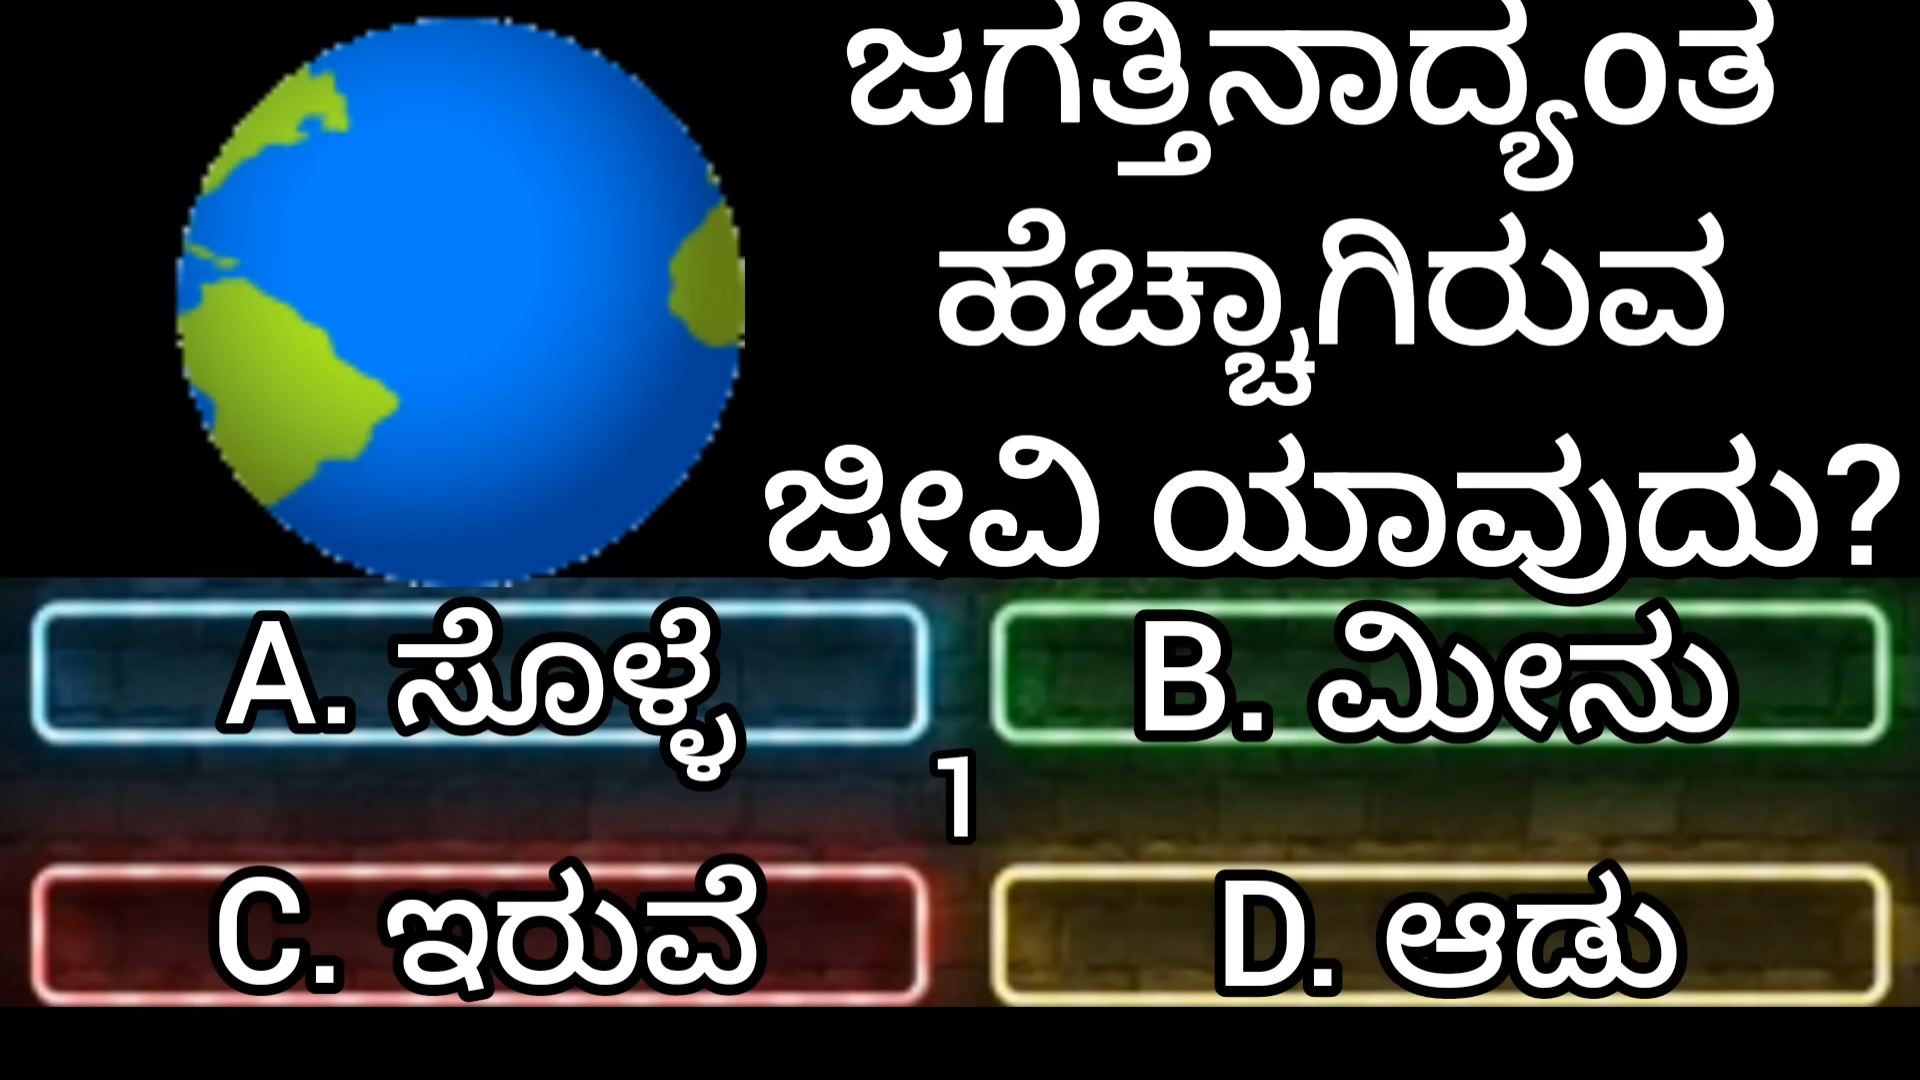 ಜಗತ್ತಿನಾದ್ಯಂತ
ಹೆಚ್ಚಾಗಿರುವ
ಜೀವಿ ಯಾವುದು?
A. ಸೊಳ್ಳೆ
B. ಮೀನು
1
C. ಇರುವೆ
D. ಆಡು